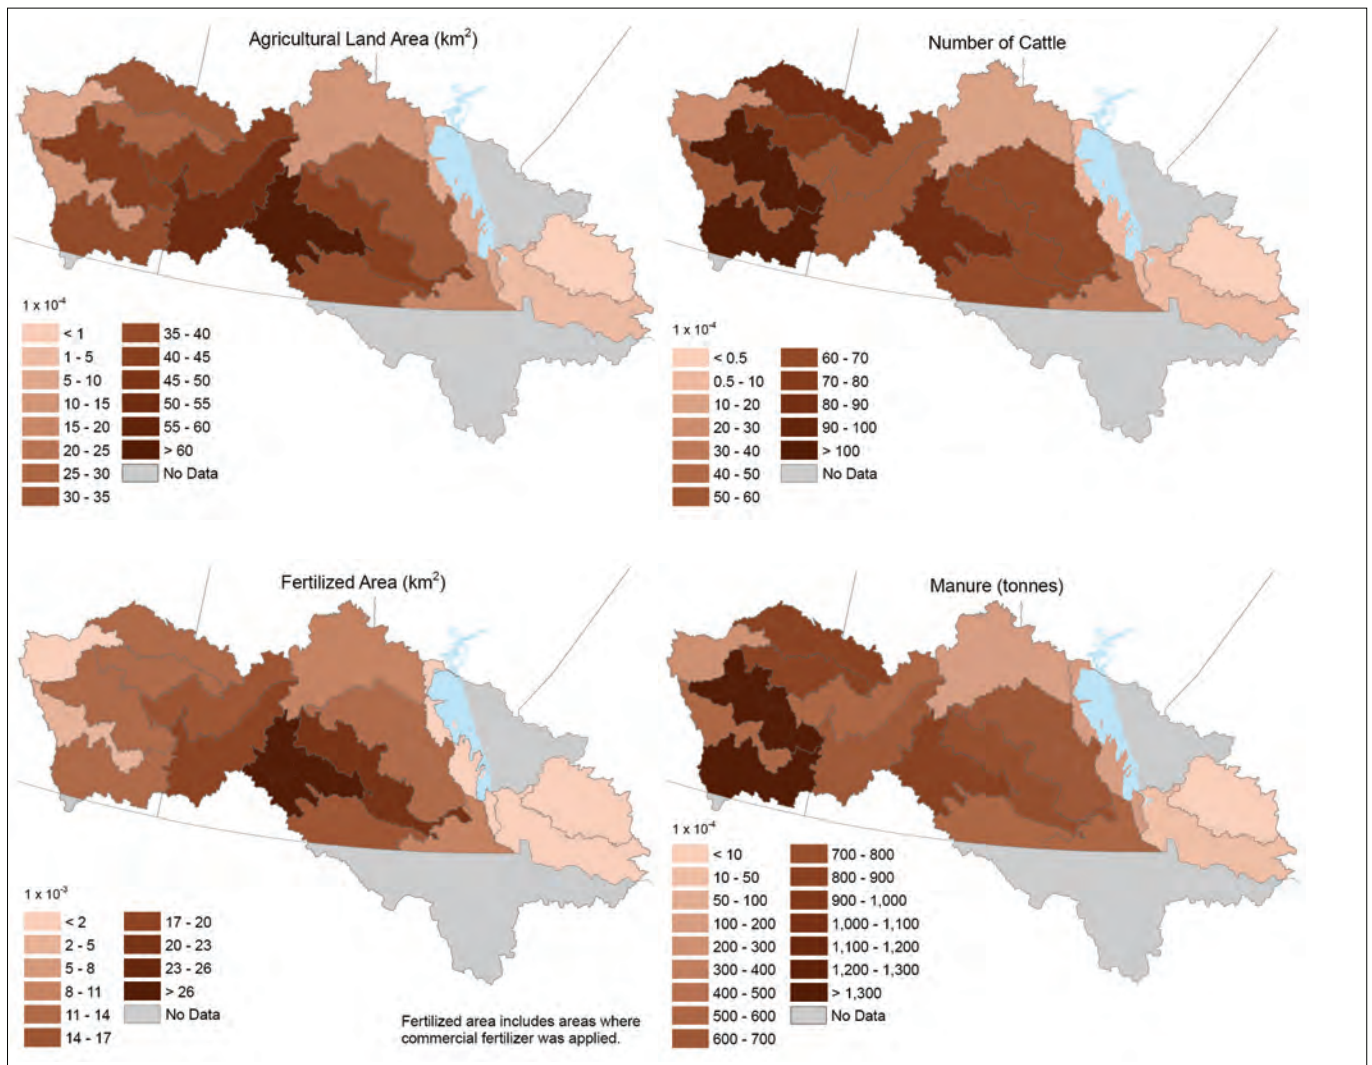 Agricultural Land Area (km²)
1 x 10⁻⁴
< 1
1 - 5
5 - 10
10 - 15
15 - 20
20 - 25
25 - 30
30 - 35
35 - 40
40 - 45
45 - 50
50 - 55
55 - 60
> 60
No Data
Number of Cattle
1 x 10⁻⁴
< 0.5
0.5 - 10
10 - 20
20 - 30
30 - 40
40 - 50
50 - 60
60 - 70
70 - 80
80 - 90
90 - 100
> 100
No Data
Fertilized Area (km²)
1 x 10⁻³
< 2
2 - 5
5 - 8
8 - 11
11 - 14
14 - 17
17 - 20
20 - 23
23 - 26
> 26
No Data
Fertilized area includes areas where
commercial fertilizer was applied.
Manure (tonnes)
1 x 10⁻⁴
< 10
10 - 50
50 - 100
100 - 200
200 - 300
300 - 400
400 - 500
500 - 600
600 - 700
700 - 800
800 - 900
900 - 1,000
1,000 - 1,100
1,100 - 1,200
1,200 - 1,300
> 1,300
No Data